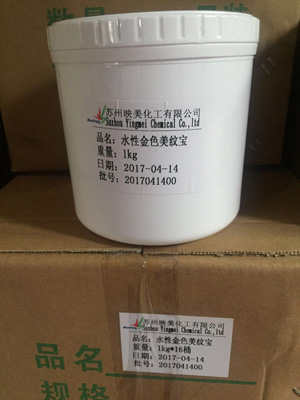 苏州映美化工有限公司
Suzhou Yingmei Chemical Co.,ltd
品名：水性金色美纹宝
重量：1kg
日期：2017-04-14
批号：2017041400
苏州映美化工有限公司
Suzhou Yingmei Chemical Co.,ltd
品名：水性金色美纹宝
重量：1kg*16桶
日期：2017-04-14
批号：2017041400
品名
规格